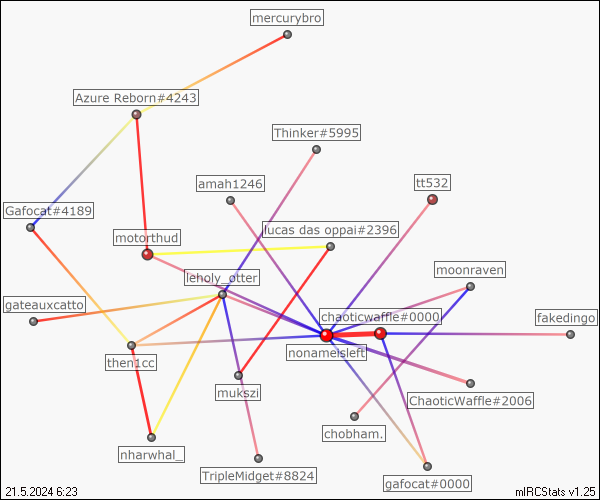 mercurybro
Azure Reborn#4243
Thinker#5995
amah1246
tt532
Gafocat#4189
motorthud
lucas das oppai#2396
leholy_otter
moonraven
gateauxcatto
chaoticwaffle#0000
fakedingo
nonameisleft
then1cc
mukszi
ChaoticWaffle#2006
chobham.
nharwhal_
TripleMidget#8824
gafocat#0000
21.5.2024 6:23
mIRCStats v1.25